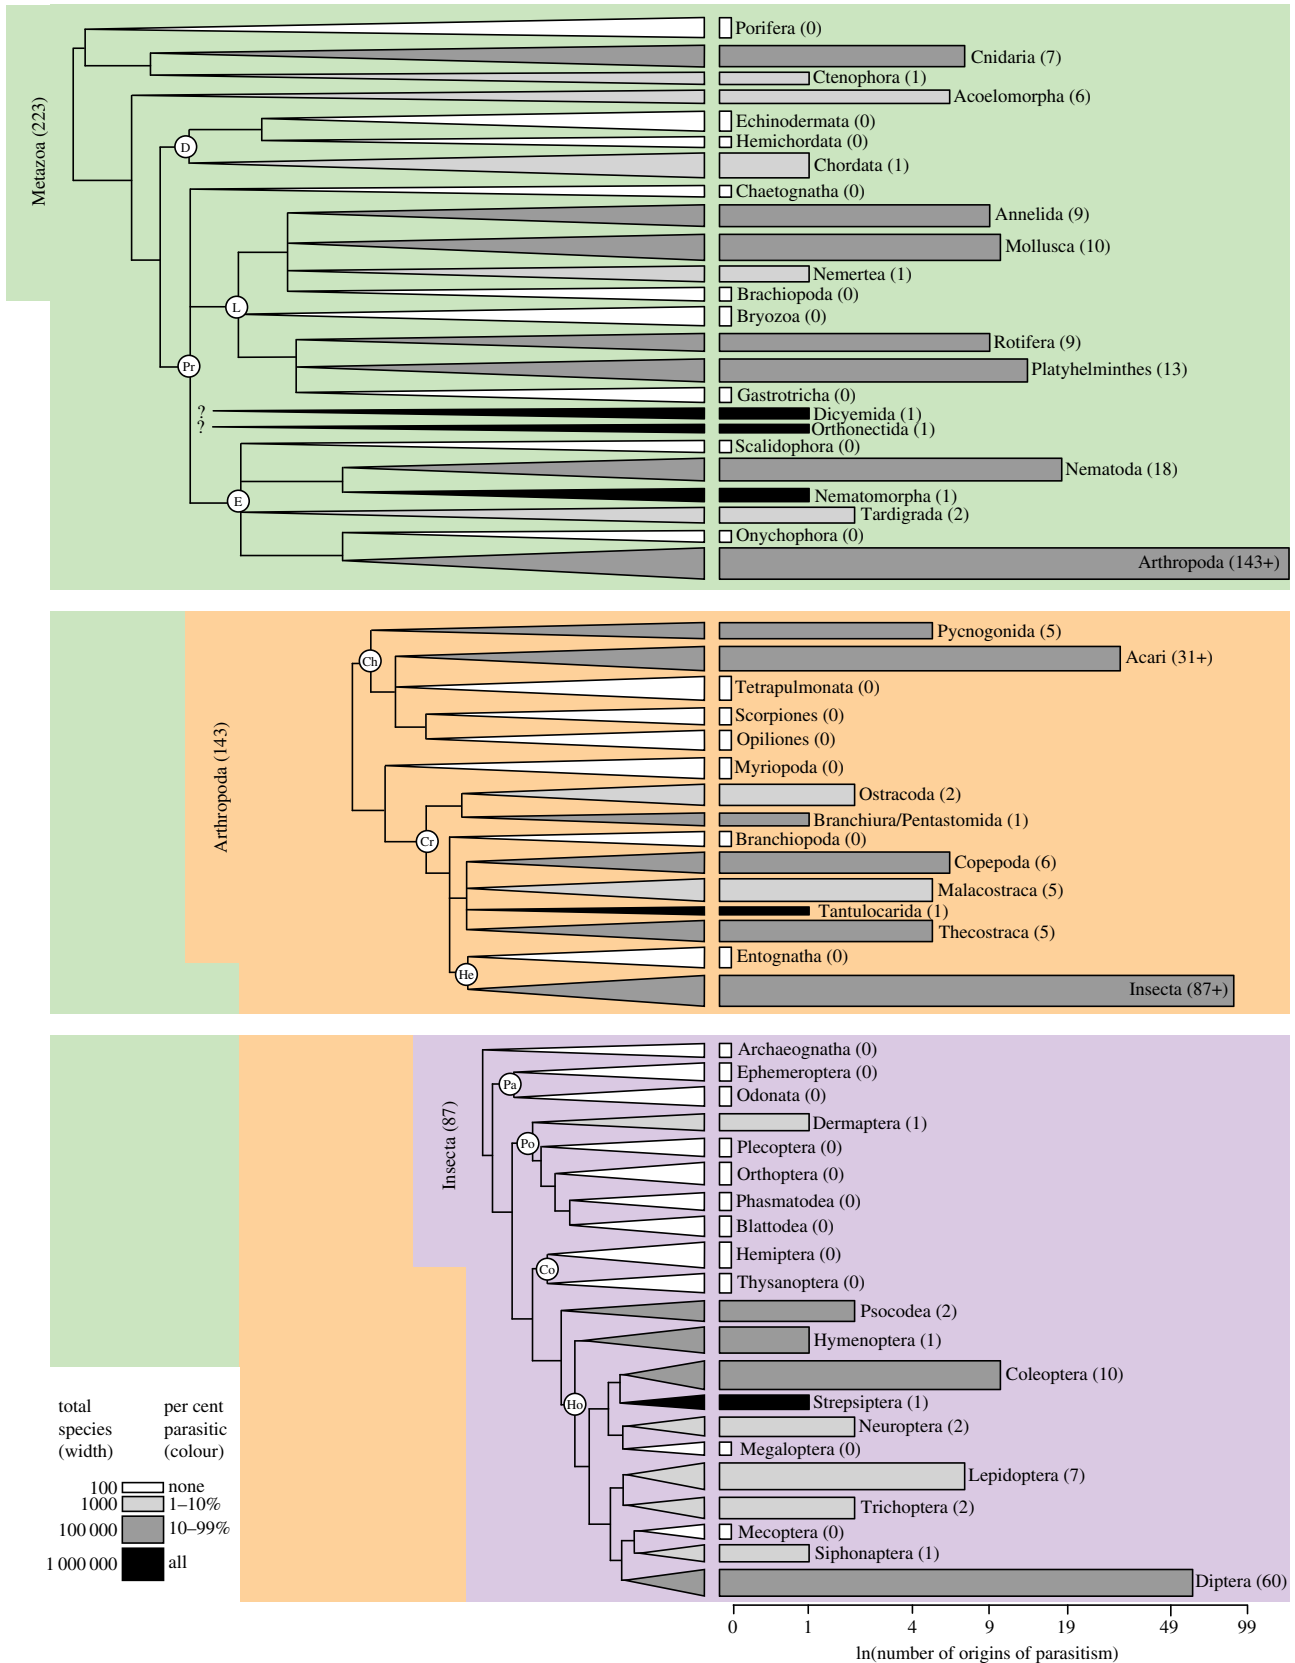 Metazoa (223)
Porifera (0)
Cnidaria (7)
Ctenophora (1)
Acoelomorpha (6)
Echinodermata (0)
D
Hemichordata (0)
Chordata (1)
Chaetognatha (0)
Annelida (9)
Mollusca (10)
Nemertea (1)
Brachiopoda (0)
L
Bryozoa (0)
Rotifera (9)
Pr
Platyhelminthes (13)
Gastrotricha (0)
? Dicyemida (1)
? Orthonectida (1)
Scalidophora (0)
Nematoda (18)
E
Nematomorpha (1)
Tardigrada (2)
Onychophora (0)
Arthropoda (143+)
Arthropoda (143)
Pycnogonida (5)
Ch
Acari (31+)
Tetrapulmonata (0)
Scorpiones (0)
Opiliones (0)
Myriopoda (0)
Ostracoda (2)
Branchiura/Pentastomida (1)
Cr
Branchiopoda (0)
Copepoda (6)
Malacostraca (5)
Tantulocarida (1)
Thecostraca (5)
Entognatha (0)
He
Insecta (87+)
Insecta (87)
Archaeognatha (0)
Ephemeroptera (0)
Pa
Odonata (0)
Dermaptera (1)
Po
Plecoptera (0)
Orthoptera (0)
Phasmatodea (0)
Blattodea (0)
Hemiptera (0)
Co
Thysanoptera (0)
Psocodea (2)
Hymenoptera (1)
Coleoptera (10)
Ho
Strepsiptera (1)
Neuroptera (2)
Megaloptera (0)
Lepidoptera (7)
Trichoptera (2)
Mecoptera (0)
Siphonaptera (1)
Diptera (60)
total per cent
species parasitic
(width) (colour)
100 none
1000 1–10%
100 000 10–99%
1 000 000 all
0 1 4 9 19 49 99
ln(number of origins of parasitism)